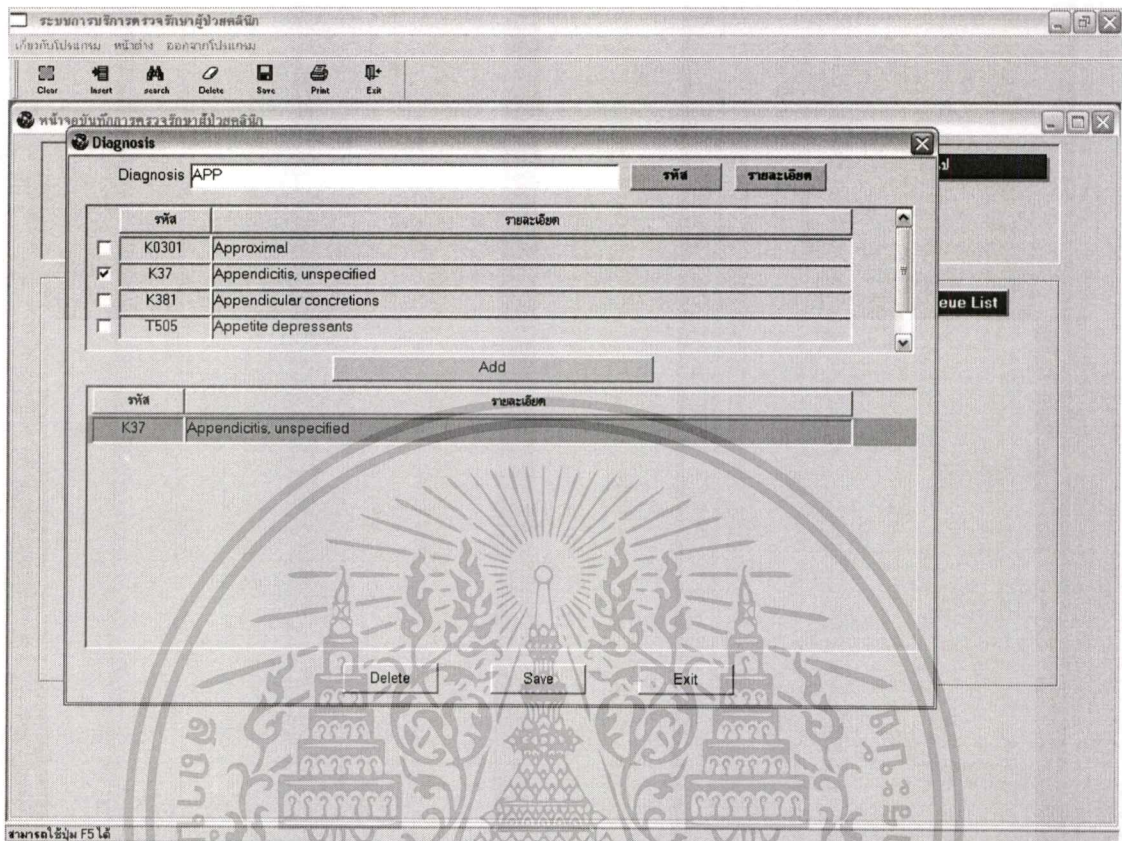 ระบบการบริการตรวจรักษาผู้ป่วยคลินิก
เกี่ยวกับโปรแกรม หน้าต่าง ออกจากโปรแกรม
Clear Insert search Delete Save Print Exit
หน้าจอบันทึกการตรวจรักษาผู้ป่วยคลินิก
Diagnosis
Diagnosis APP รหัส รายละเอียด
รหัส รายละเอียด
K0301 Approximal
K37 Appendicitis, unspecified
K381 Appendicular concretions
eue List
T505 Appetite depressants
Add
รหัส รายละเอียด
K37 Appendicitis, unspecified
Delete Save Exit
สามารถใช้ปุ่ม F5 ได้